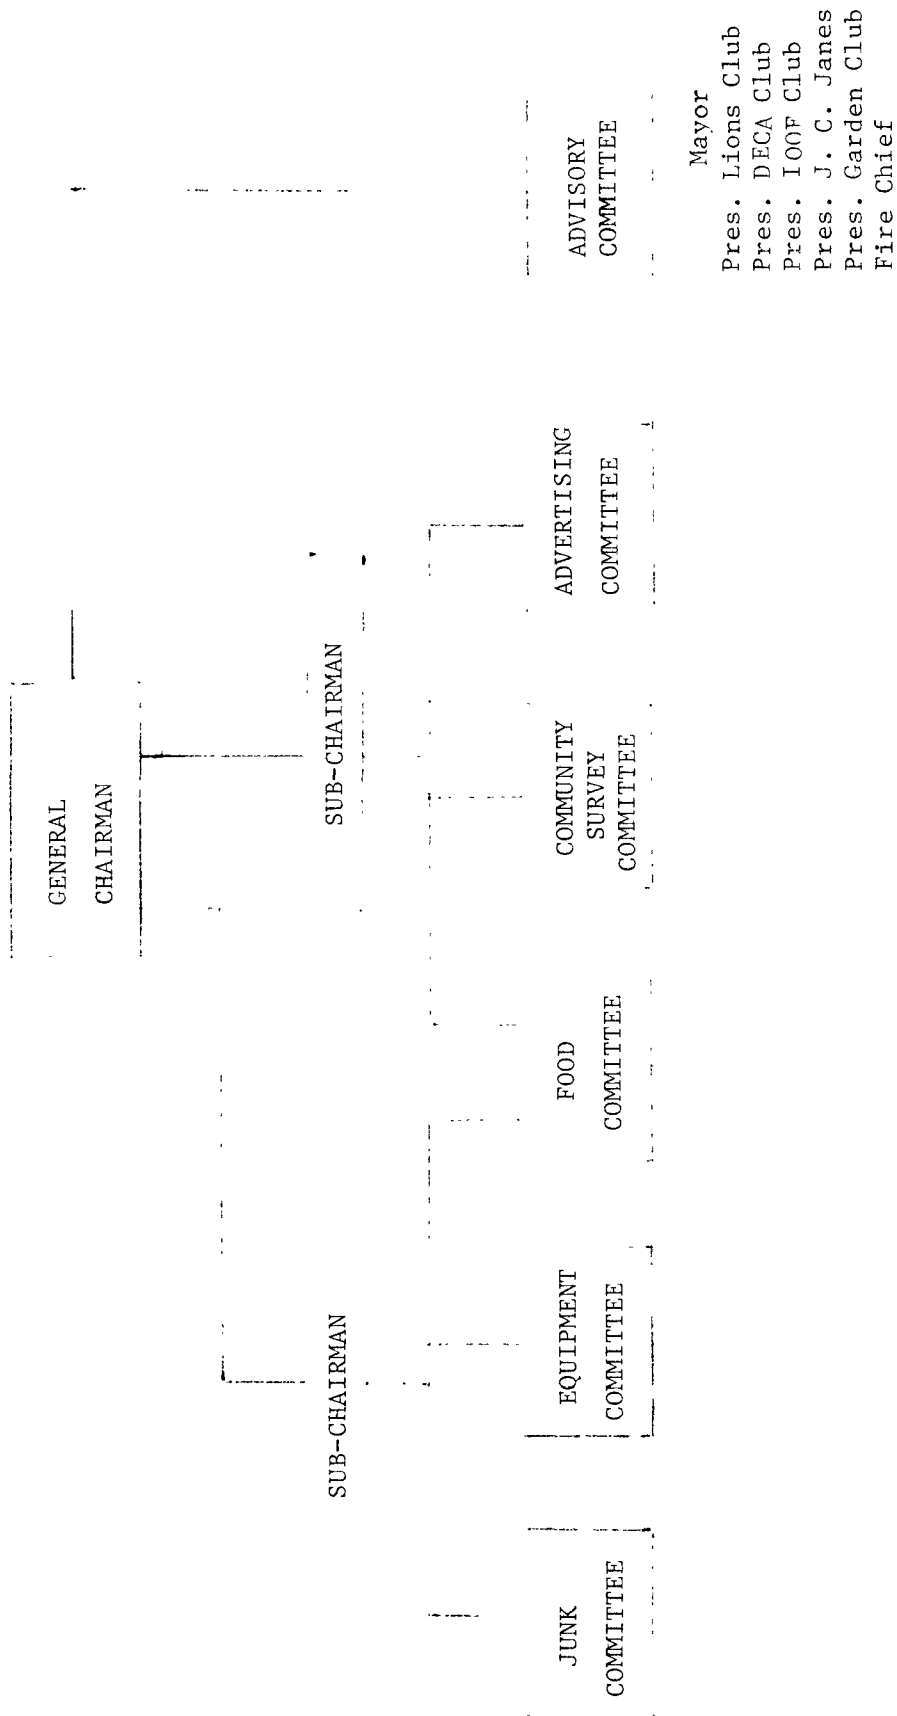 GENERAL
CHAIRMAN
SUB-CHAIRMAN
SUB-CHAIRMAN
JUNK
COMMITTEE
EQUIPMENT
COMMITTEE
FOOD
COMMITTEE
COMMUNITY
SURVEY
COMMITTEE
ADVERTISING
COMMITTEE
ADVISORY
COMMITTEE
Mayor
Pres. Lions Club
Pres. DECA Club
Pres. IOOF Club
Pres. J. C. Janes
Pres. Garden Club
Fire Chief